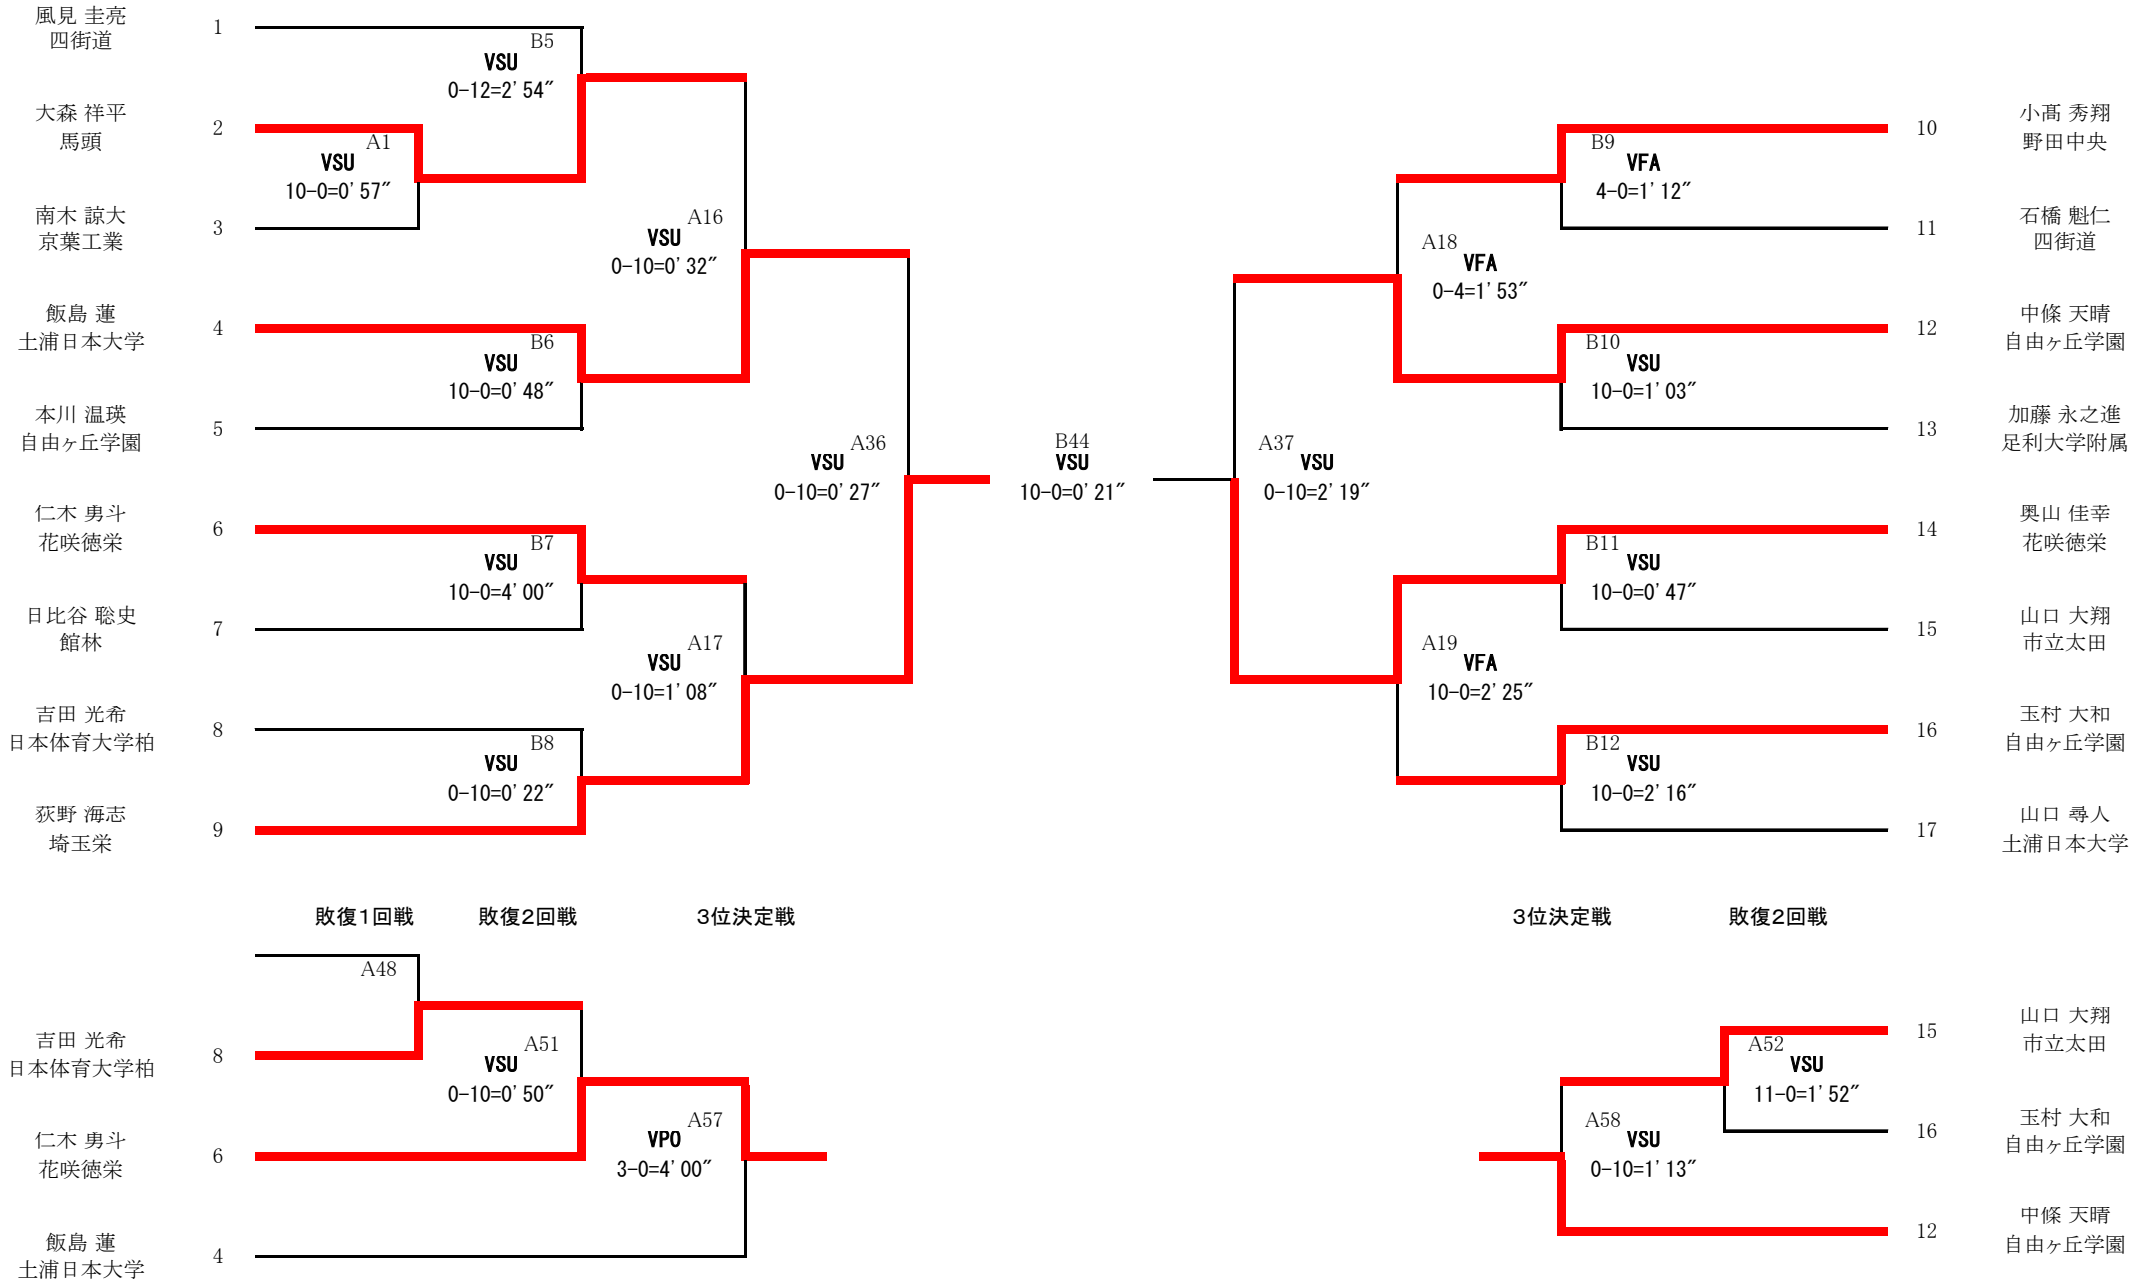 風見 圭亮
四街道
1
B5
VSU
0-12=2' 54"
大森 祥平
馬頭
2
A1
VSU
10-0=0' 57"
南木 諒大
京葉工業
3
A16
VSU
0-10=0' 32"
飯島 蓮
土浦日本大学
4
B6
VSU
10-0=0' 48"
本川 温瑛
自由ヶ丘学園
5
A36
VSU
0-10=0' 27"
仁木 勇斗
花咲徳栄
6
B7
VSU
10-0=4' 00"
日比谷 聡史
館林
7
A17
VSU
0-10=1' 08"
吉田 光希
日本体育大学柏
8
B8
VSU
0-10=0' 22"
荻野 海志
埼玉栄
9
B44
VSU
10-0=0' 21"
小髙 秀翔
野田中央
10
B9
VFA
4-0=1' 12"
石橋 魁仁
四街道
11
A18
VFA
0-4=1' 53"
中條 天晴
自由ヶ丘学園
12
B10
VSU
10-0=1' 03"
加藤 永之進
足利大学附属
13
A37
VSU
0-10=2' 19"
奥山 佳幸
花咲徳栄
14
B11
VSU
10-0=0' 47"
山口 大翔
市立太田
15
A19
VFA
10-0=2' 25"
玉村 大和
自由ヶ丘学園
16
B12
VSU
10-0=2' 16"
山口 尋人
土浦日本大学
17
敗復1回戦
敗復2回戦
3位決定戦
3位決定戦
敗復2回戦
A48
吉田 光希
日本体育大学柏
8
A51
VSU
0-10=0' 50"
仁木 勇斗
花咲徳栄
6
A57
VPO
3-0=4' 00"
飯島 蓮
土浦日本大学
4
山口 大翔
市立太田
15
A52
VSU
11-0=1' 52"
玉村 大和
自由ヶ丘学園
16
A58
VSU
0-10=1' 13"
中條 天晴
自由ヶ丘学園
12